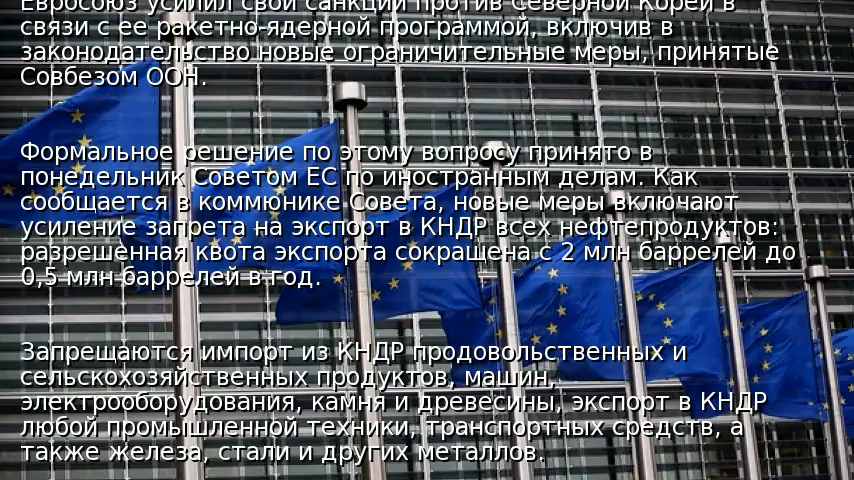 Евросоюз усилил свои санкции против Северной Кореи в
связи с ее ракетно-ядерной программой, включив в
законодательство новые ограничительные меры, принятые
Совбезом ООН.
Формальное решение по этому вопросу принято в
понедельник Советом ЕС по иностранным делам. Как
сообщается в коммюнике Совета, новые меры включают
усиление запрета на экспорт в КНДР всех нефтепродуктов:
разрешенная квота экспорта сокращена с 2 млн баррелей до
0,5 млн баррелей в год.
Запрещаются импорт из КНДР продовольственных и
сельскохозяйственных продуктов, машин,
электрооборудования, камня и древесины, экспорт в КНДР
любой промышленной техники, транспортных средств, а
также железа, стали и других металлов.